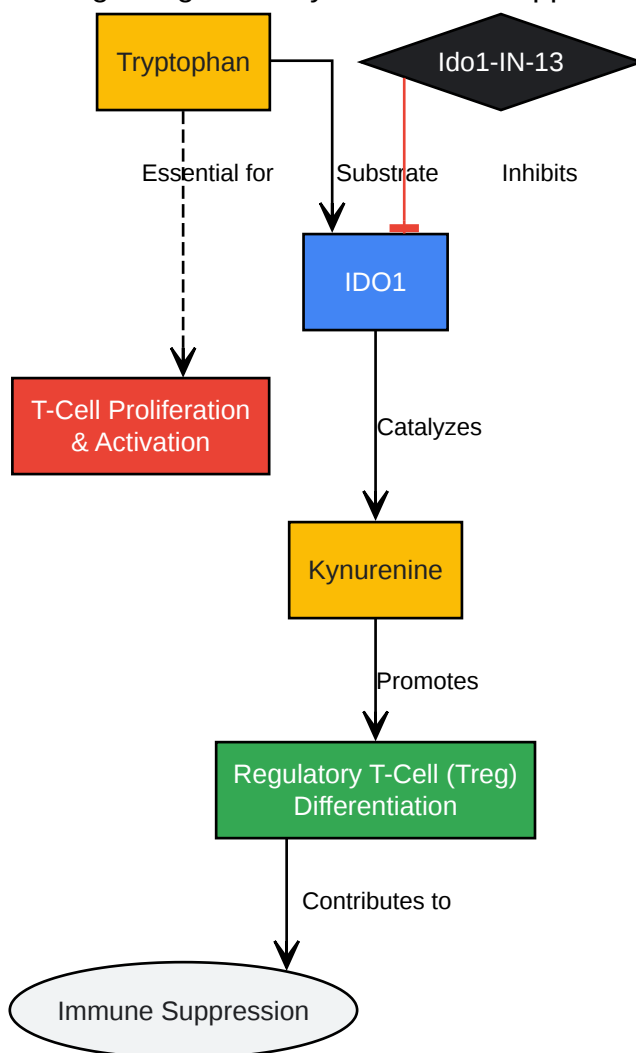 Tryptophan
Ido1-IN-13
Essential for
Substrate
Inhibits
IDO1
T-Cell Proliferation
& Activation
Catalyzes
Kynurenine
Promotes
Regulatory T-Cell (Treg)
Differentiation
Contributes to
Immune Suppression